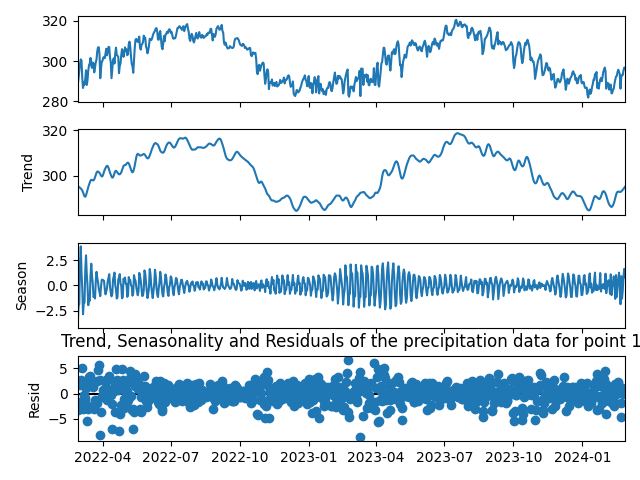 320
300
280
320
300
Trend
2.5
0.0
−2.5
Season
Trend, Senasonality and Residuals of the precipitation data for point 1
5
0
−5
Resid
2022-04 2022-07 2022-10 2023-01 2023-04 2023-07 2023-10 2024-01